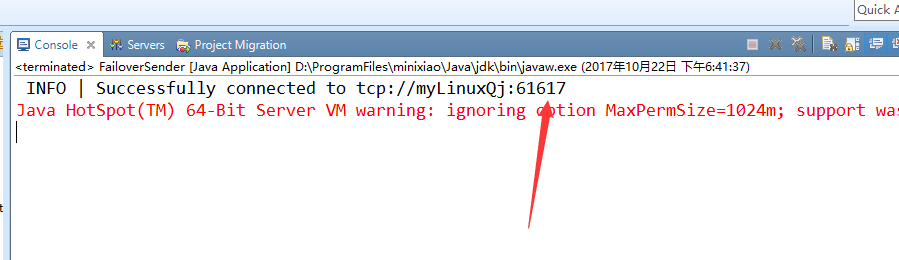 Quick A
Console Servers Project Migration
<terminated> FailoverSender [Java Application] D:\ProgramFiles\minixiao\Java\jdk\bin\javaw.exe (2017年10月22日 下午6:41:37)
INFO | Successfully connected to tcp://myLinuxQj:61617
Java HotSpot(TM) 64-Bit Server VM warning: ignoring option MaxPermSize=1024m; support was